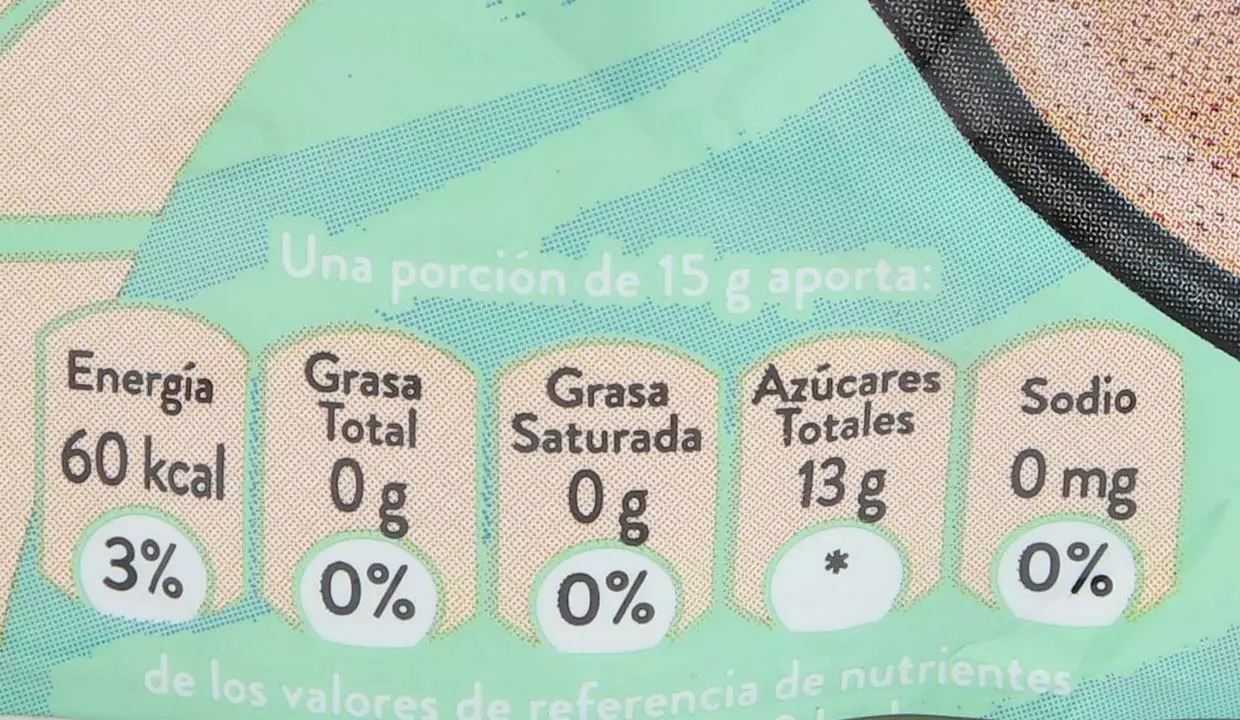 Una porción de 15 g aporta:
Energía
60 kcal
3%
Grasa
Total
0 g
0%
Grasa
Saturada
0 g
0%
Azúcares
Totales
13 g
*
Sodio
0 mg
0%
de los valores de referencia de nutrientes